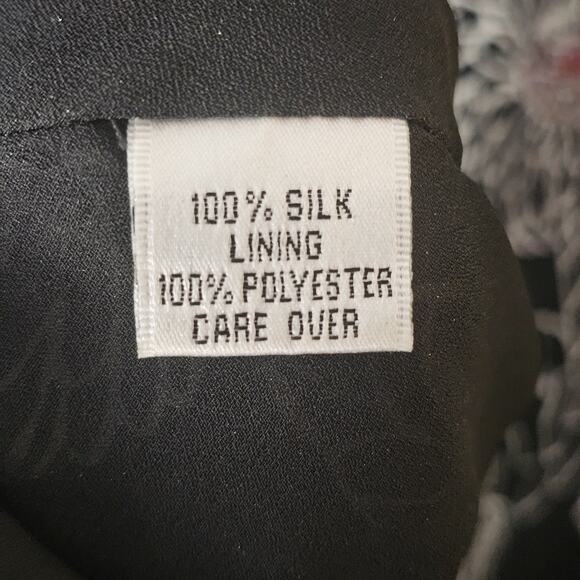 100% SILK
LINING
100% POLYESTER
CARE OVER